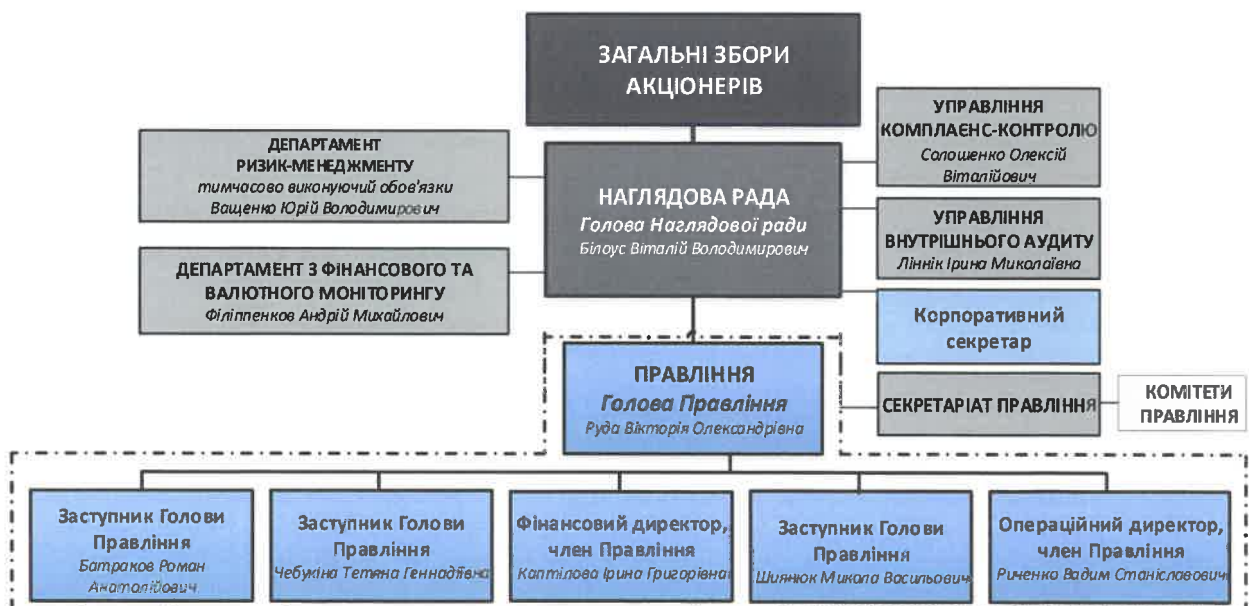 ЗАГАЛЬНІ ЗБОРИ
АКЦІОНЕРІВ
ДЕПАРТАМЕНТ
РИЗИК-МЕНЕДЖМЕНТУ
тимчасово виконуючий обов'язки
Ващенко Юрій Володимирович
ДЕПАРТАМЕНТ З ФІНАНСОВОГО ТА
ВАЛЮТНОГО МОНІТОРИНГУ
Філіппенков Андрій Михайлович
НАГЛЯДОВА РАДА
Голова Наглядової ради
Білоус Віталій Володимирович
УПРАВЛІННЯ
КОМПЛАЄНС-КОНТРОЛЮ
Солошенко Олексій
Віталійович
УПРАВЛІННЯ
ВНУТРІШНЬОГО АУДИТУ
Ліннік Ірина Миколаївна
Корпоративний
секретар
ПРАВЛІННЯ
Голова Правління
Руда Вікторія Олександрівна
СЕКРЕТАРІАТ ПРАВЛІННЯ
КОМІТЕТИ
ПРАВЛІННЯ
Заступник Голови
Правління
Батраков Роман
Анатолійович
Заступник Голови
Правління
Чебукіна Тетяна Геннадіївна
Фінансовий директор,
член Правління
Каптілова Ірина Григорівна
Заступник Голови
Правління
Шиянюк Микола Васильович
Операційний директор,
член Правління
Риченко Вадим Станіславович